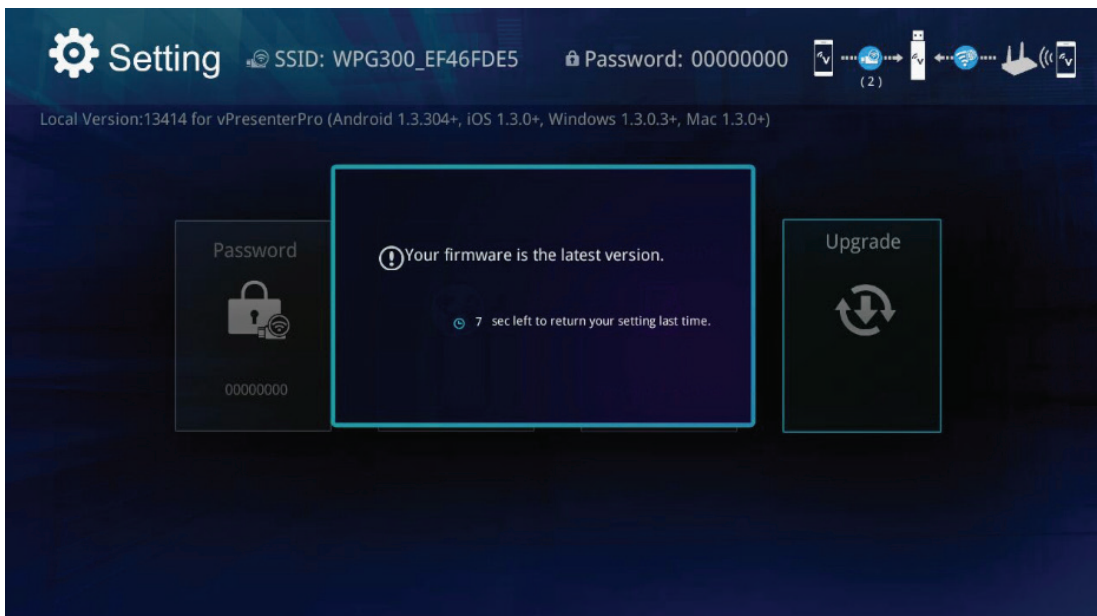 Setting SSID: WPG300_EF46FDE5 Password: 00000000
(2)
Local Version:13414 for vPresenterPro (Android 1.3.304+, iOS 1.3.0+, Windows 1.3.0.3+, Mac 1.3.0+)
Password
00000000
Your firmware is the latest version.
7 sec left to return your setting last time.
Upgrade